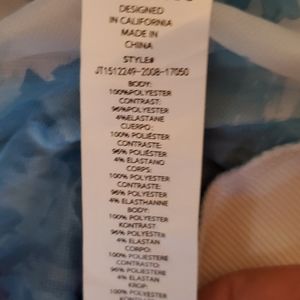 DESIGNED
IN CALIFORNIA
MADE IN
CHINA
STYLE#
JT1512249-2008-17050
BODY:
100%POLYESTER
CONTRAST:
96%POLYESTER
4%ELASTANE
CUERPO:
100% POLIÉSTER
CONTRASTE:
96% POLIÉSTER
4% ELASTANO
CORPS:
100% POLYESTER
CONTRASTE:
96% POLYESTER
4% ELASTHANNE
BODY:
100% POLYESTER
KONTRAST:
96% POLYESTER
4% ELASTAN
CORPO:
100% POLIESTERE
CONTRASTO:
96% POLIESTERE
4% ELASTAN
KROP:
100% POLYESTER